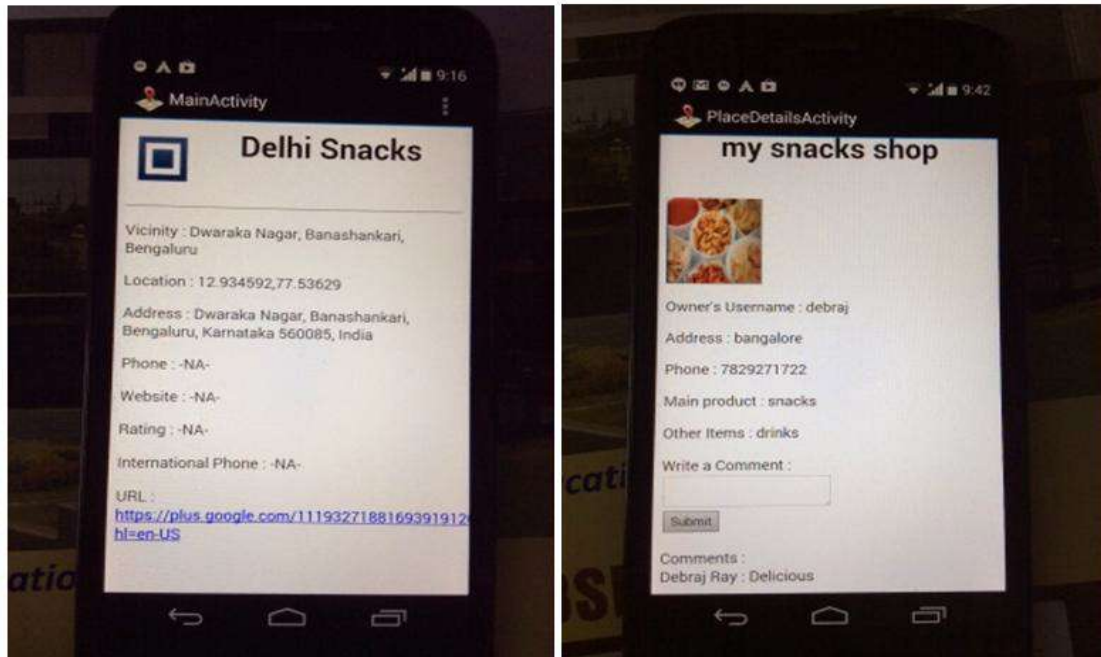 9:16
MainActivity
Delhi Snacks
Vicinity : Dwaraka Nagar, Banashankari,
Bengaluru
Location : 12.934592,77.53629
Address : Dwaraka Nagar, Banashankari,
Bengaluru, Karnataka 560085, India
Phone : -NA-
Website : -NA-
Rating : -NA-
International Phone : -NA-
URL :
hl=en-US
atio
9:42
PlaceDetailsActivity
my snacks shop
Owner's Username : debraj
Address : bangalore
Phone : 7829271722
Main product : snacks
Other Items : drinks
Write a Comment :
Submit
Comments :
Debraj Ray : Delicious
cati